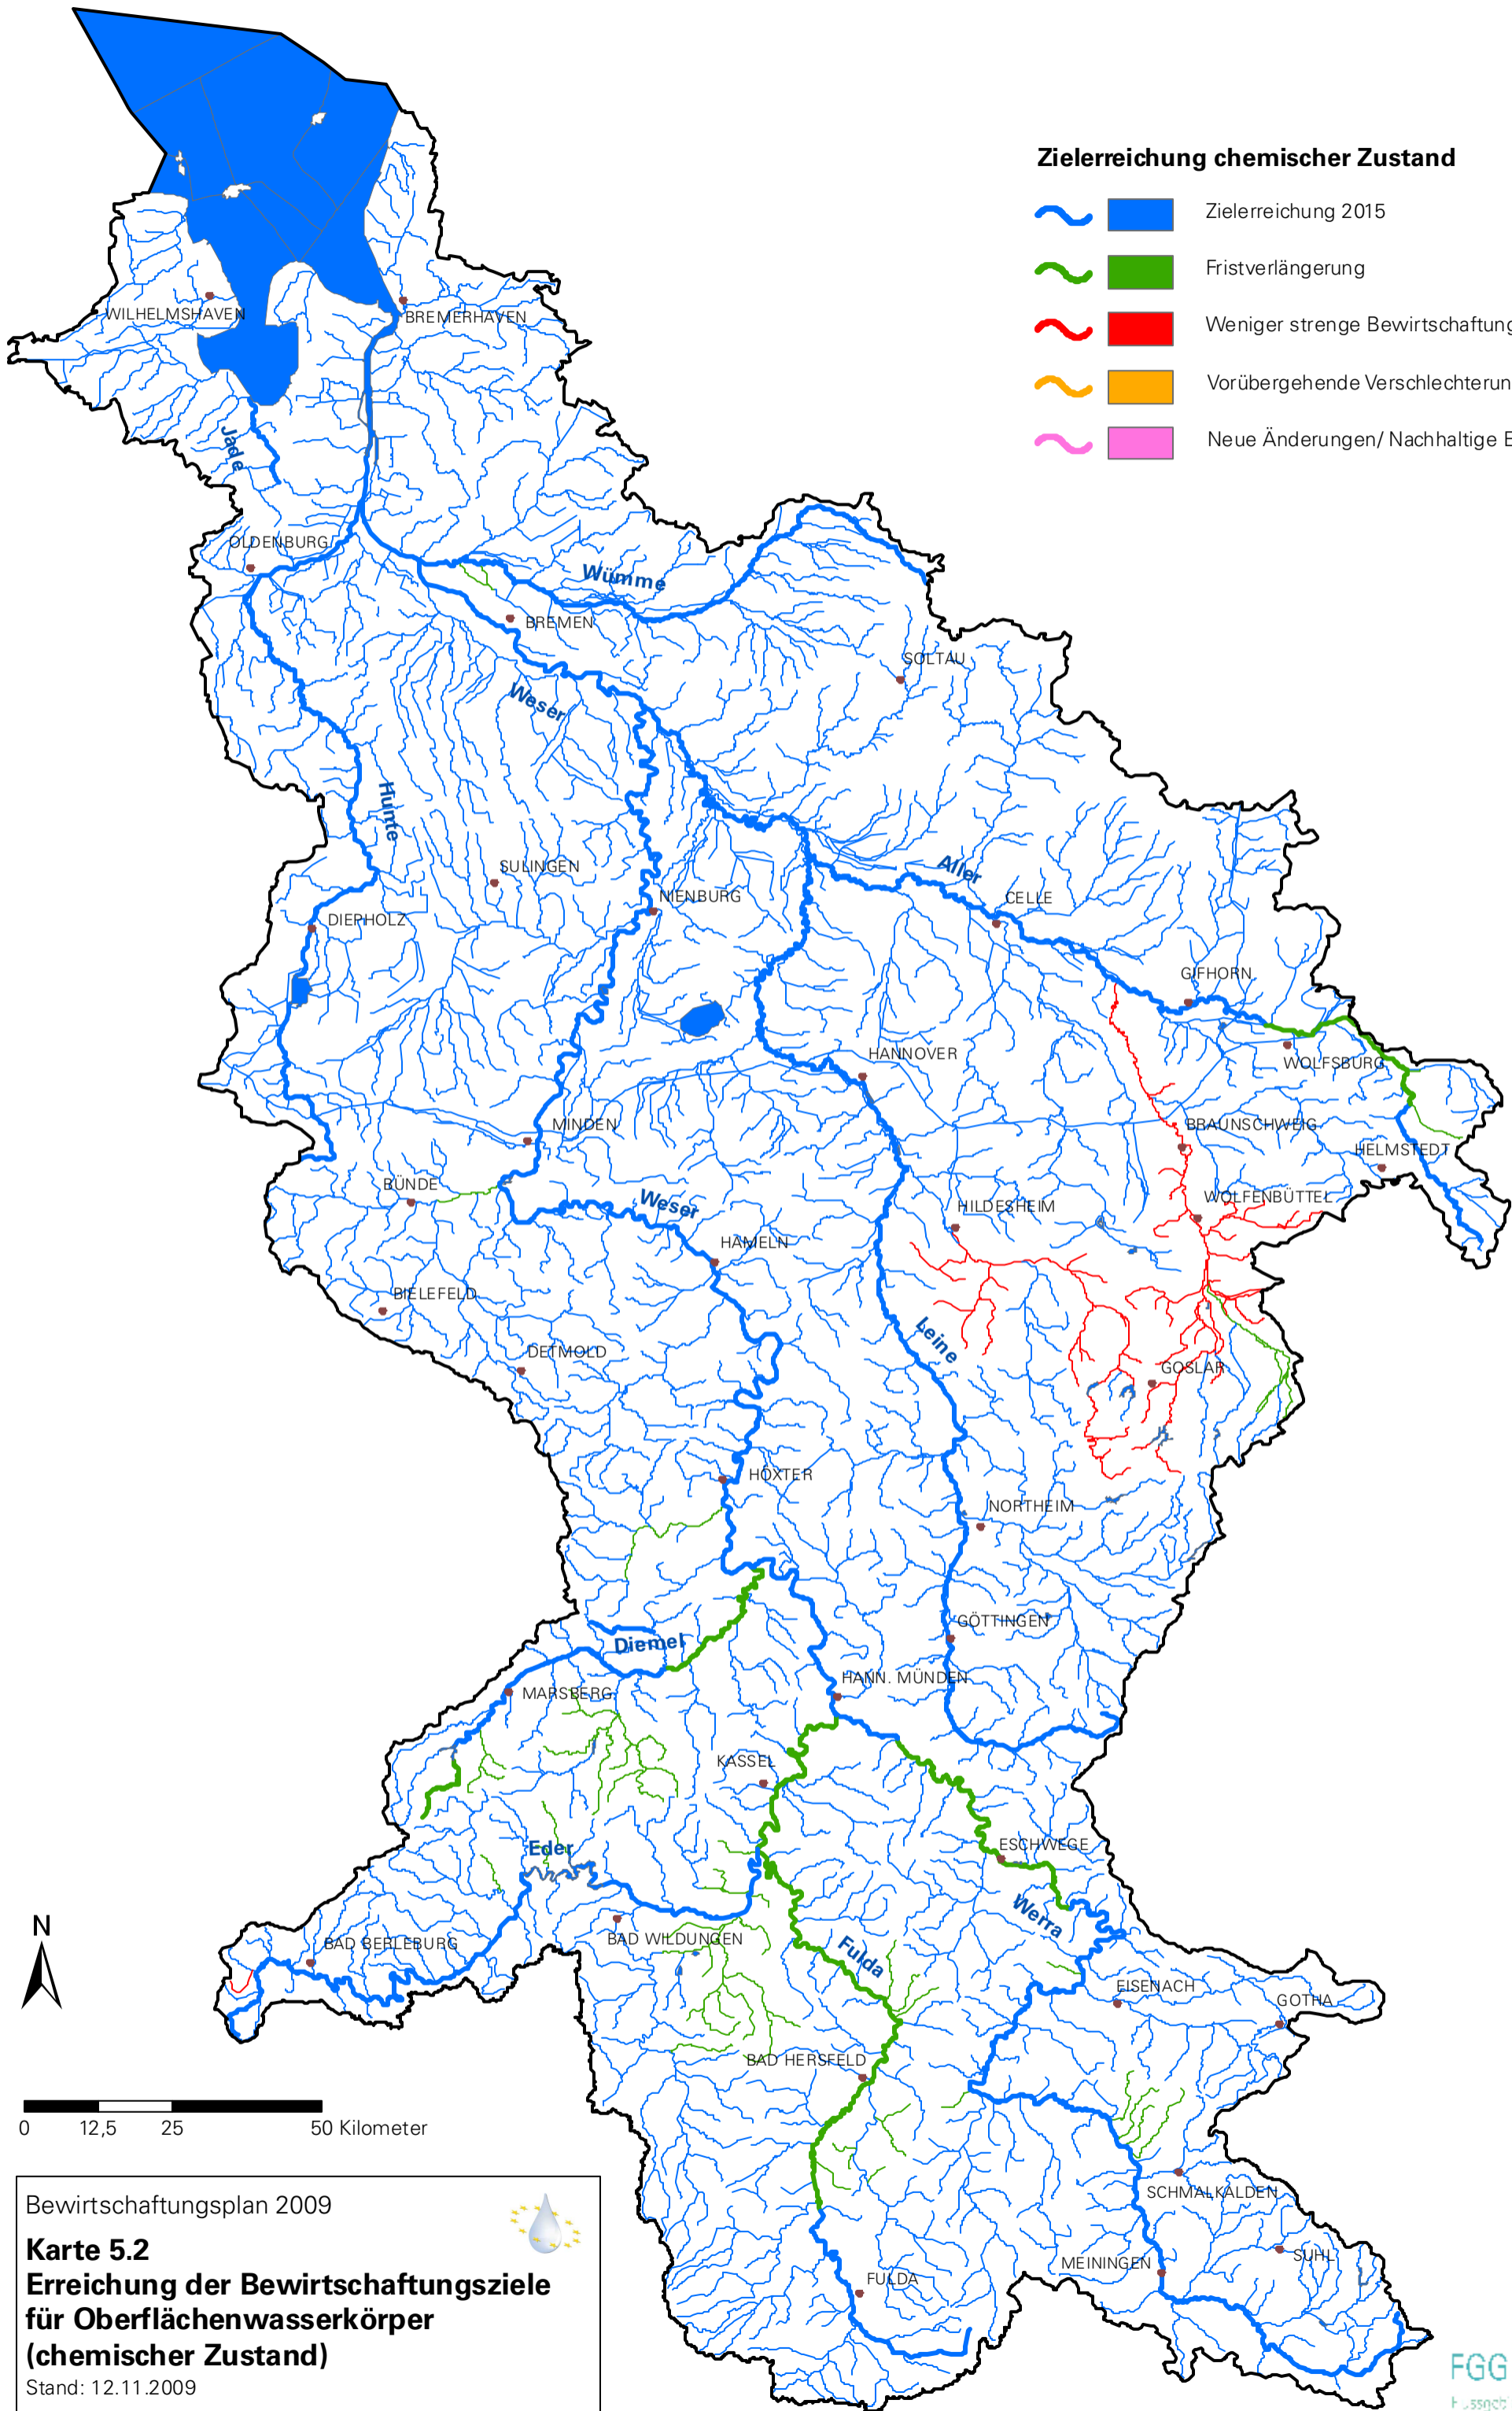 Zielerreichung chemischer Zustand
Zielerreichung 2015
Fristverlängerung
Weniger strenge Bewirtschaftung
Vorübergehende Verschlechterun
Neue Änderungen/ Nachhaltige E
WILHELMSHAVEN
BREMERHAVEN
Jade
OLDENBURG
Wümme
BREMEN
SOLTAU
Weser
Hunte
SULINGEN
Aller
NIENBURG
CELLE
DIEPHOLZ
GIFHORN
HANNOVER
WOLFSBURG
MINDEN
BRAUNSCHWEIG
HELMSTEDT
BÜNDE
Weser
WOLFENBÜTTEL
HILDESHEIM
HAMELN
BIELEFELD
Leine
DETMOLD
GOSLAR
HÖXTER
NORTHEIM
GÖTTINGEN
Diemel
HANN. MÜNDEN
MARSBERG
KASSEL
Eder
ESCHWEGE
Werra
N
BAD WILDUNGEN
BAD BERLEBURG
Fulda
EISENACH
GOTHA
BAD HERSFELD
0 12,5 25 50 Kilometer
SCHMALKALDEN
MEININGEN
SUHL
FULDA
Bewirtschaftungsplan 2009
Karte 5.2
Erreichung der Bewirtschaftungsziele
für Oberflächenwasserkörper
(chemischer Zustand)
Stand: 12.11.2009
FGG